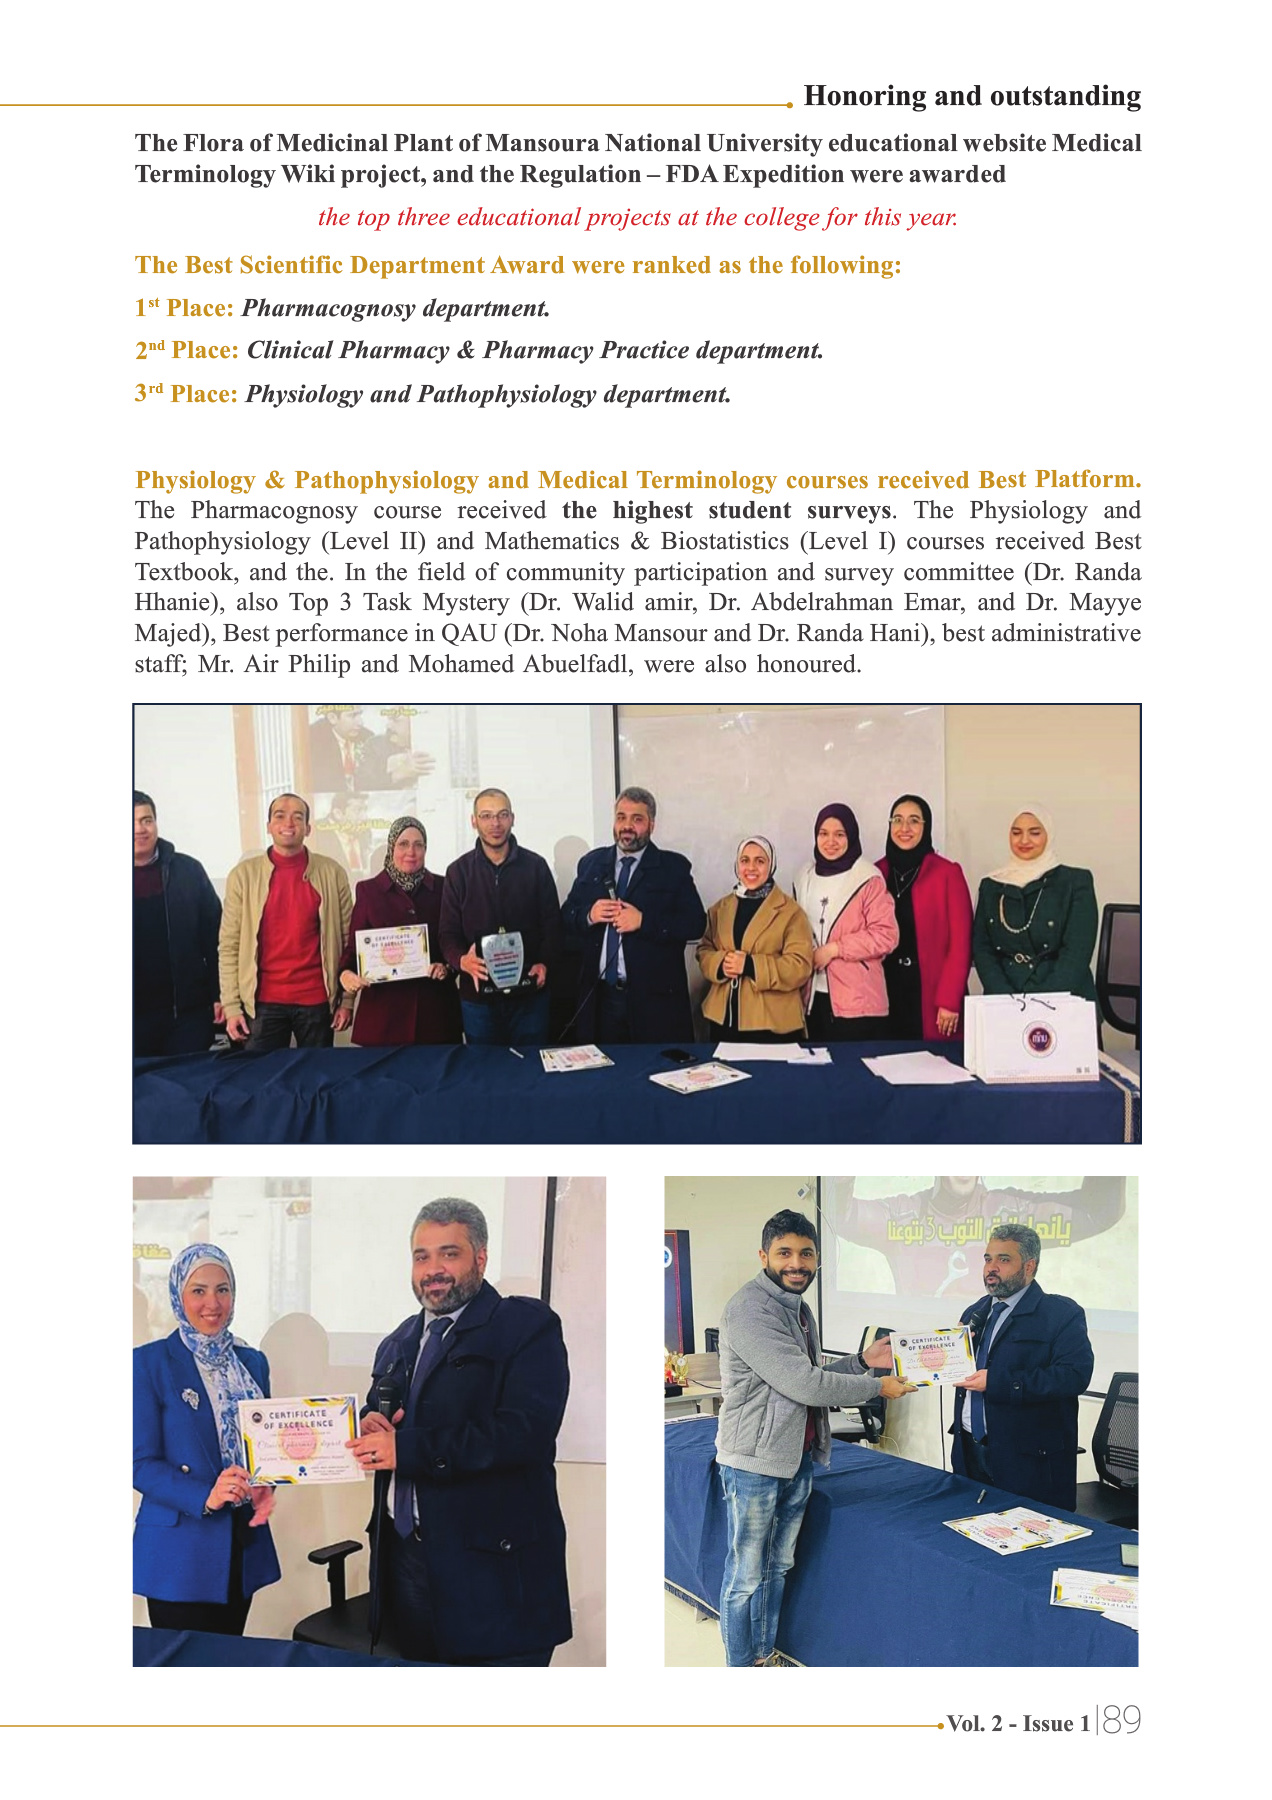 Honoring and outstanding
The Flora of Medicinal Plant of Mansoura National University educational website Medical
Terminology Wiki project, and the Regulation – FDA Expedition were awarded
the top three educational projects at the college for this year.
The Best Scientific Department Award were ranked as the following:
1st Place: Pharmacognosy department.
2nd Place: Clinical Pharmacy & Pharmacy Practice department.
3rd Place: Physiology and Pathophysiology department.
Physiology & Pathophysiology and Medical Terminology courses received Best Platform.
The Pharmacognosy course received the highest student surveys. The Physiology and
Pathophysiology (Level II) and Mathematics & Biostatistics (Level I) courses received Best
Textbook, and the. In the field of community participation and survey committee (Dr. Randa
Hhanie), also Top 3 Task Mystery (Dr. Walid amir, Dr. Abdelrahman Emar, and Dr. Mayye
Majed), Best performance in QAU (Dr. Noha Mansour and Dr. Randa Hani), best administrative
staff; Mr. Air Philip and Mohamed Abuelfadl, were also honoured.
CERTIFICATE
OF EXCELLENCE
MNU
CERTIFICATE
OF EXCELLENCE
Clinical pharmacy depart
التوب 3 بتوعنا
CERTIFICATE
OF EXCELLENCE
Vol. 2 - Issue 1 |89